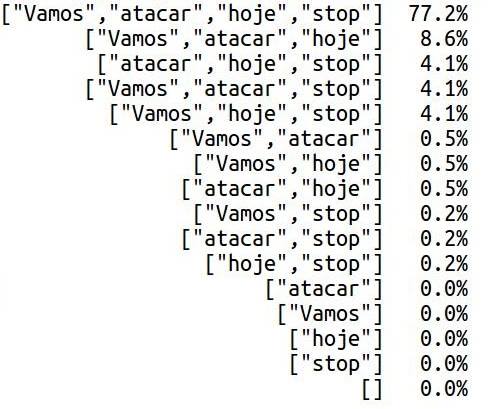 ["Vamos","atacar","hoje","stop"] 77.2%
["Vamos","atacar","hoje"] 8.6%
["atacar","hoje","stop"] 4.1%
["Vamos","atacar","stop"] 4.1%
["Vamos","hoje","stop"] 4.1%
["Vamos","atacar"] 0.5%
["Vamos","hoje"] 0.5%
["atacar","hoje"] 0.5%
["Vamos","stop"] 0.2%
["atacar","stop"] 0.2%
["hoje","stop"] 0.2%
["atacar"] 0.0%
["Vamos"] 0.0%
["hoje"] 0.0%
["stop"] 0.0%
[] 0.0%